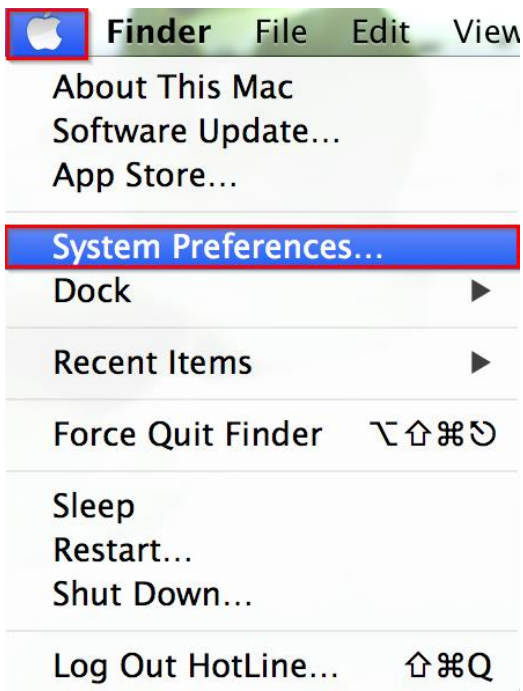 Finder File Edit View
About This Mac
Software Update...
App Store...
System Preferences...
Dock
Recent Items
Force Quit Finder ⌥⇧⌘⎋
Sleep
Restart...
Shut Down...
Log Out HotLine... ⇧⌘Q